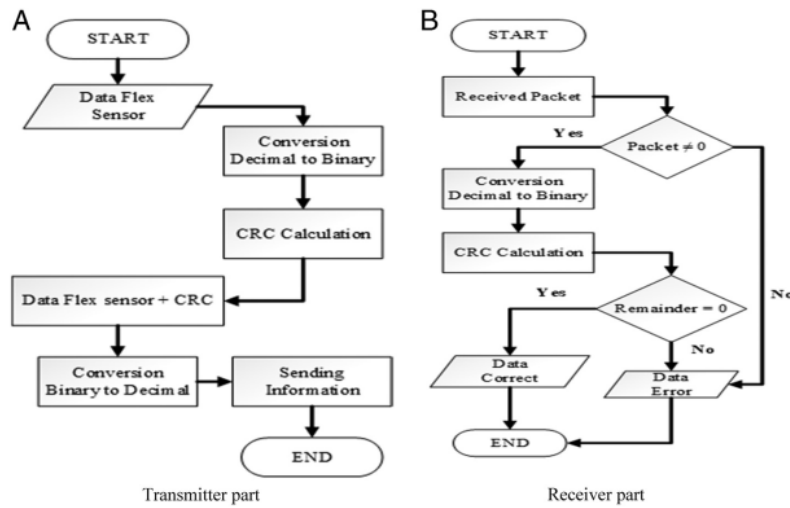 A
START
Data Flex
Sensor
Conversion
Decimal to Binary
CRC Calculation
Data Flex sensor + CRC
Conversion
Binary to Decimal
Sending
Information
END
Transmitter part
B
START
Received Packet
Packet ≠ 0
Yes
Conversion
Decimal to Binary
CRC Calculation
Remainder = 0
Yes
No
No
Data
Correct
Data
Error
END
Receiver part